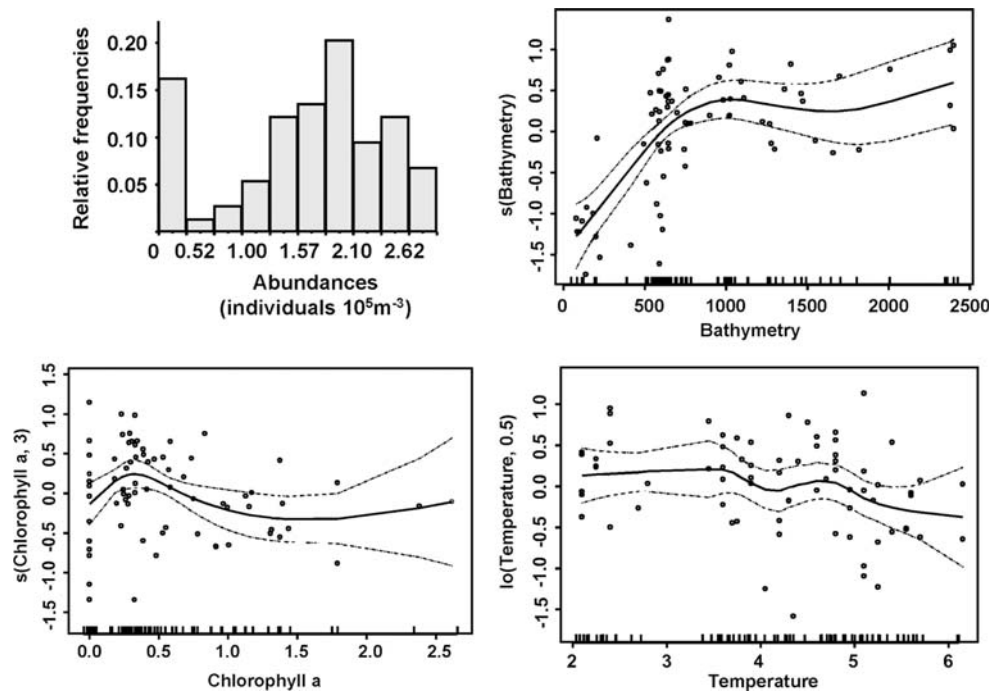 Relative frequencies
0.20
0.15
0.10
0.05
0 0.52 1.00 1.57 2.10 2.62
Abundances
(individuals 10⁵m⁻³)
s(Bathymetry)
1.0
0.5
0.0
-0.5
-1.0
-1.5
0 500 1000 1500 2000 2500
Bathymetry
s(Chlorophyll a, 3)
1.5
1.0
0.5
0.0
-0.5
-1.0
-1.5
0.0 0.5 1.0 1.5 2.0 2.5
Chlorophyll a
lo(Temperature, 0.5)
1.0
0.5
0.0
-0.5
-1.0
-1.5
2 3 4 5 6
Temperature